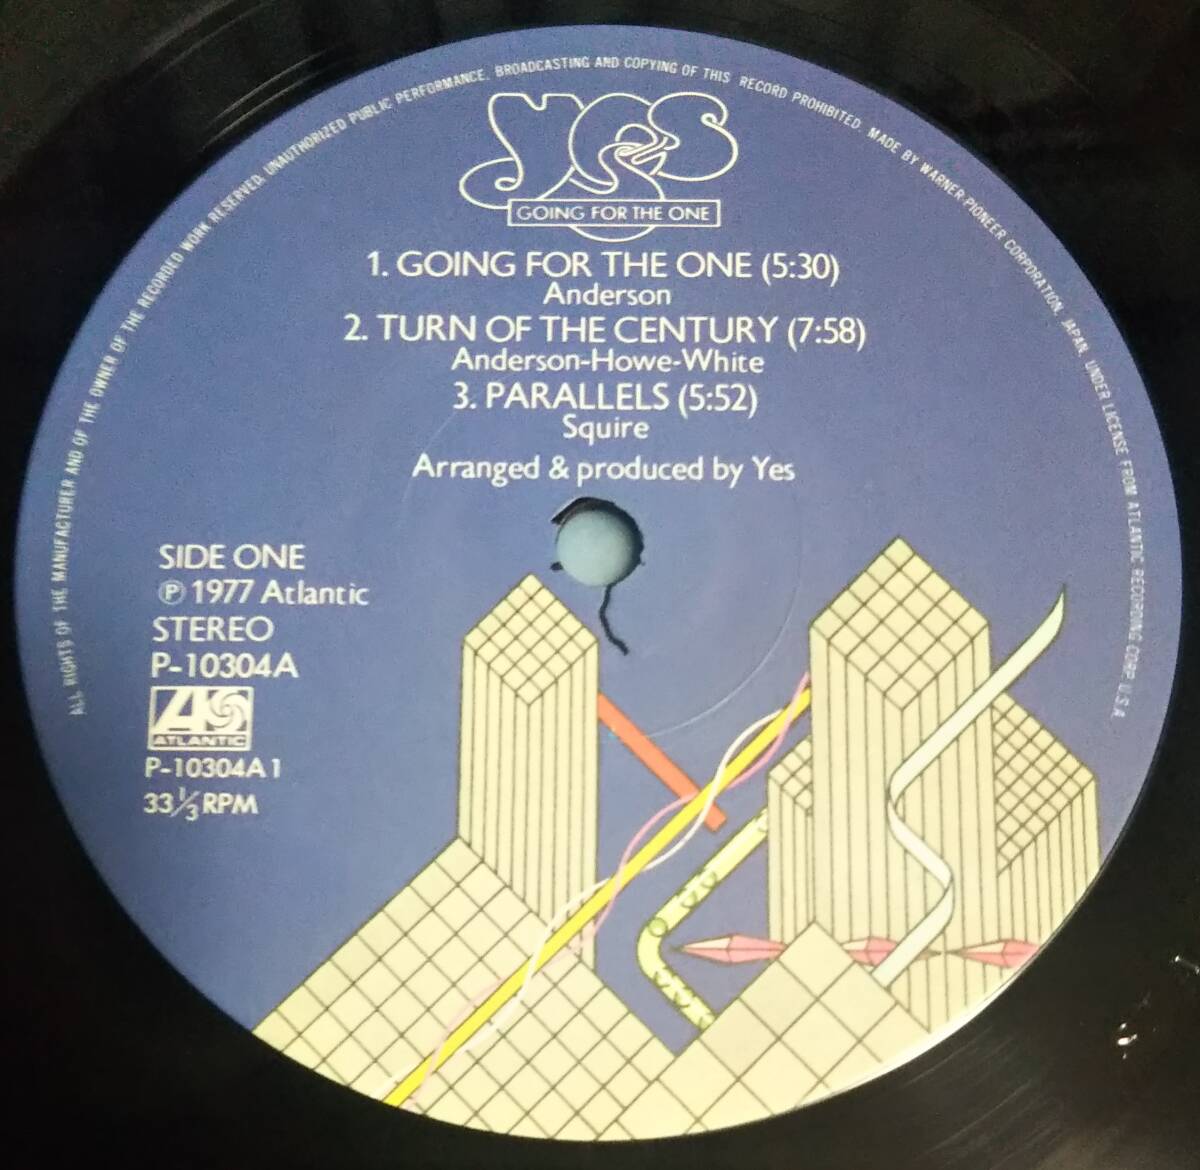 ALL RIGHTS OF THE MANUFACTURER AND OF THE OWNER OF THE RECORDED WORK RESERVED. UNAUTHORIZED PUBLIC PERFORMANCE, BROADCASTING AND COPYING OF THIS RECORD PROHIBITED. MADE BY WARNER-PIONEER CORPORATION, JAPAN, UNDER LICENSE FROM ATLANTIC RECORDING CORP. U.S.A.
YES
GOING FOR THE ONE
1. GOING FOR THE ONE (5:30)
Anderson
2. TURN OF THE CENTURY (7:58)
Anderson-Howe-White
3. PARALLELS (5:52)
Squire
Arranged & produced by Yes
SIDE ONE
Ⓟ 1977 Atlantic
STEREO
P-10304A
ATLANTIC
P-10304A1
33 1/3 RPM